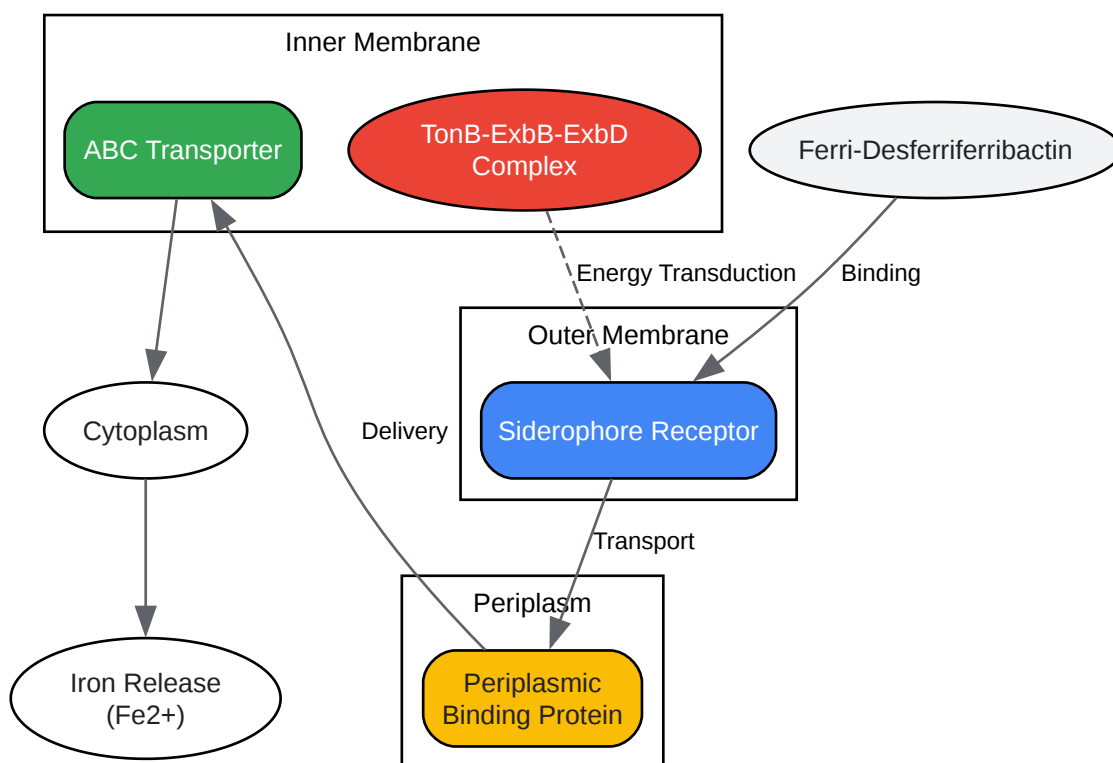 Inner Membrane
ABC Transporter
TonB-ExbB-ExbD
Complex
Ferri-Desferriferribactin
Energy Transduction
Binding
Outer Membrane
Siderophore Receptor
Cytoplasm
Delivery
Transport
Periplasm
Periplasmic
Binding Protein
Iron Release
(Fe2+)